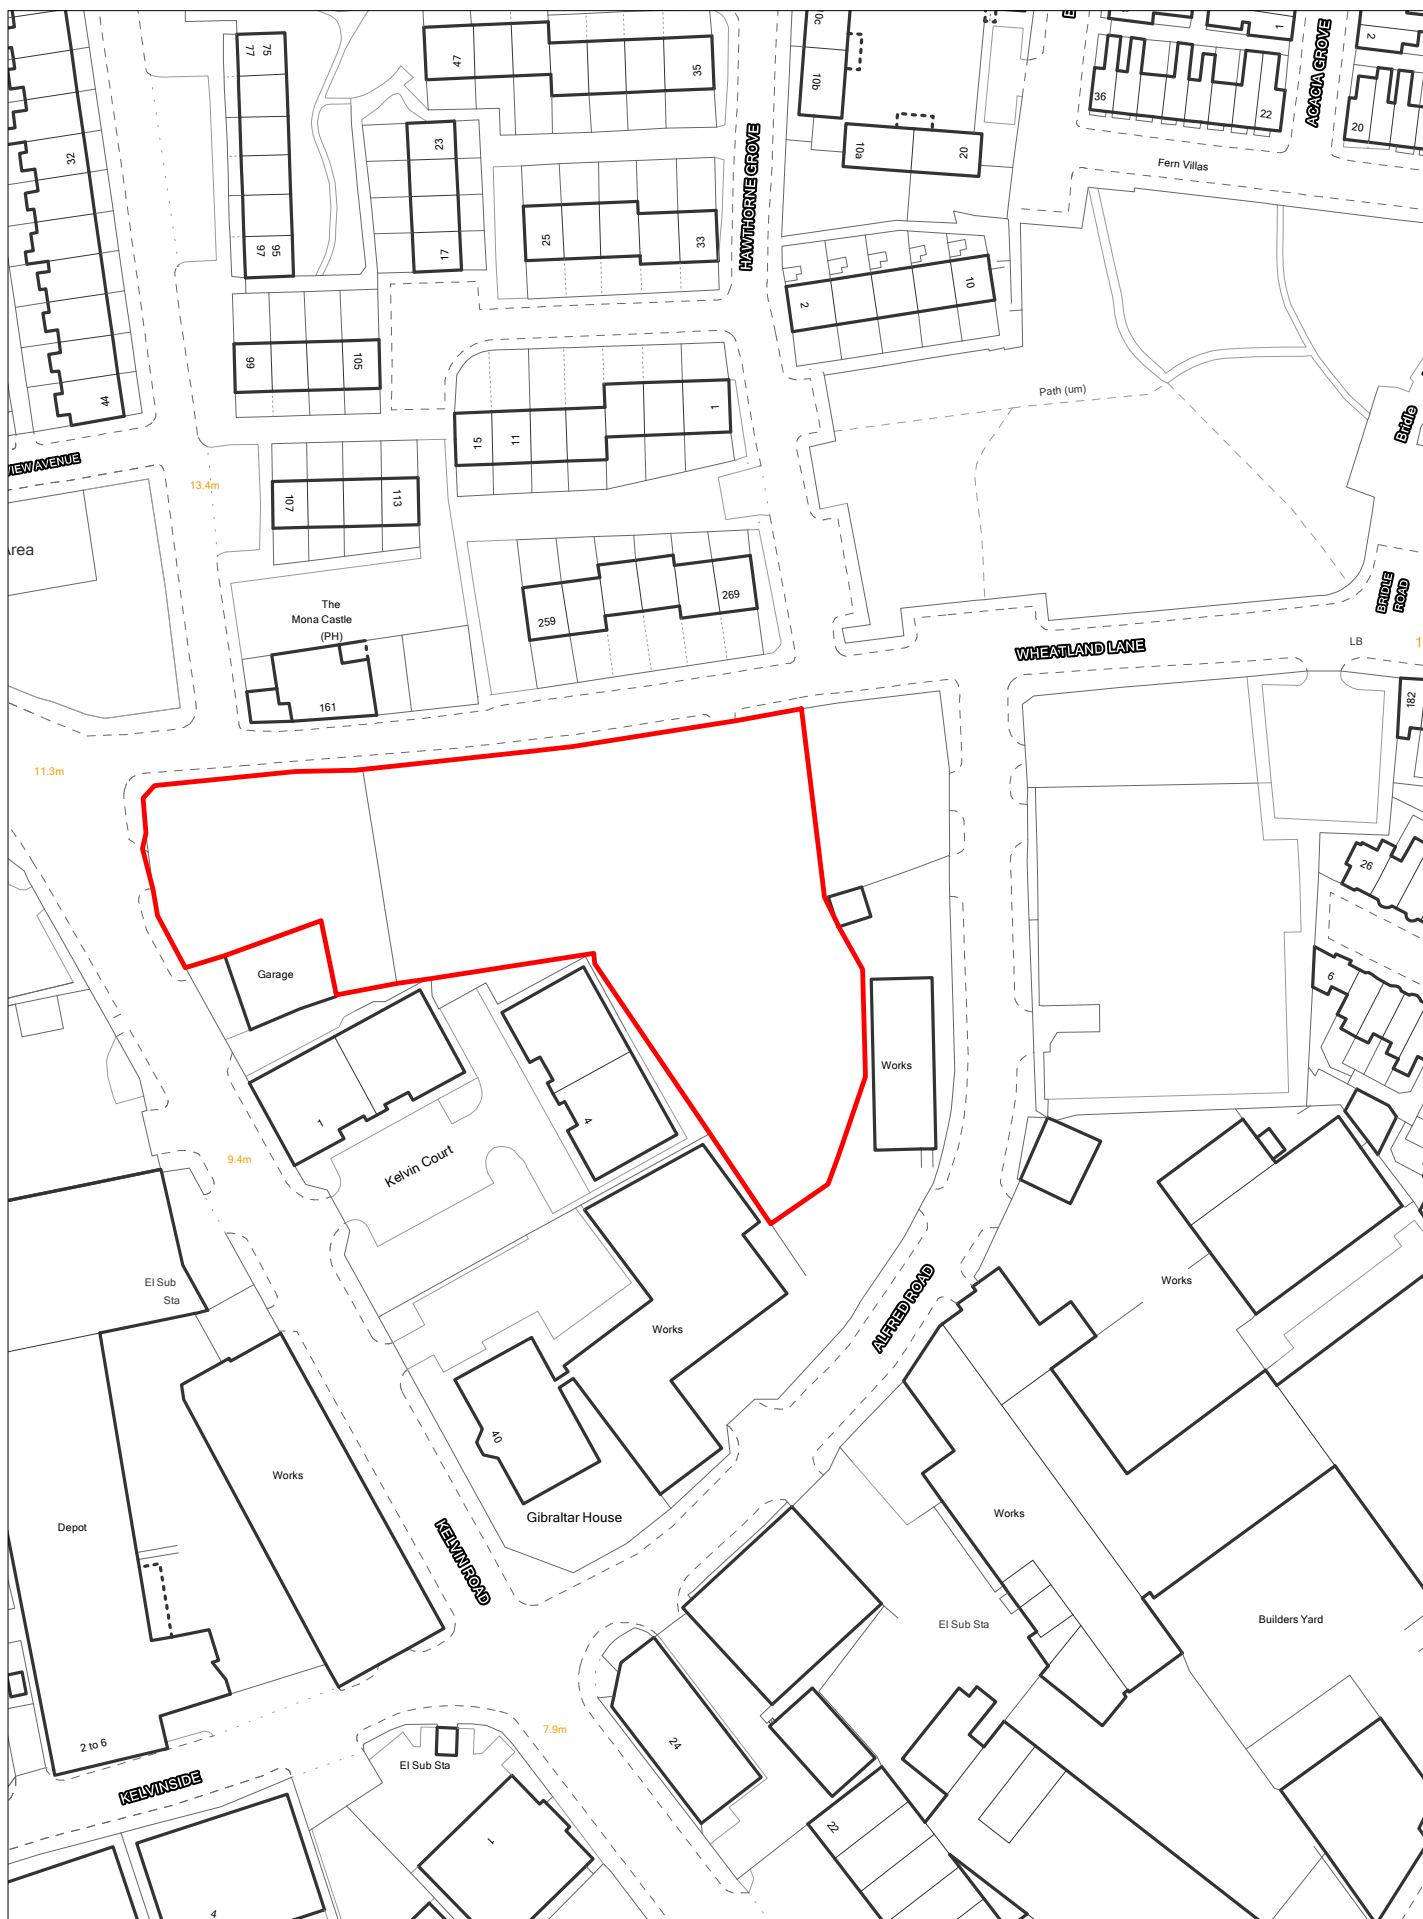 75
77
47
35
10c
10b
1
2
ACACIA GROVE
36
22
20
32
23
HAWTHORNE GROVE
10a
02
Fern Villas
17
25
33
97
95
2
10
99
105
44
Path (um)
1
15
11
Bridle
VIEW AVENUE
13.4m
107
113
Area
The
Mona Castle
(PH)
259
269
BRIDLE
ROAD
WHEATLAND LANE
LB
161
182
11.3m
26
Garage
6
Works
1
4
Kelvin Court
9.4m
El Sub
Sta
Works
Works
ALFRED ROAD
40
Works
Gibraltar House
Works
Depot
KELVIN ROAD
El Sub Sta
Builders Yard
7.9m
24
2 to 6
El Sub Sta
KELVINSIDE
1
22
4